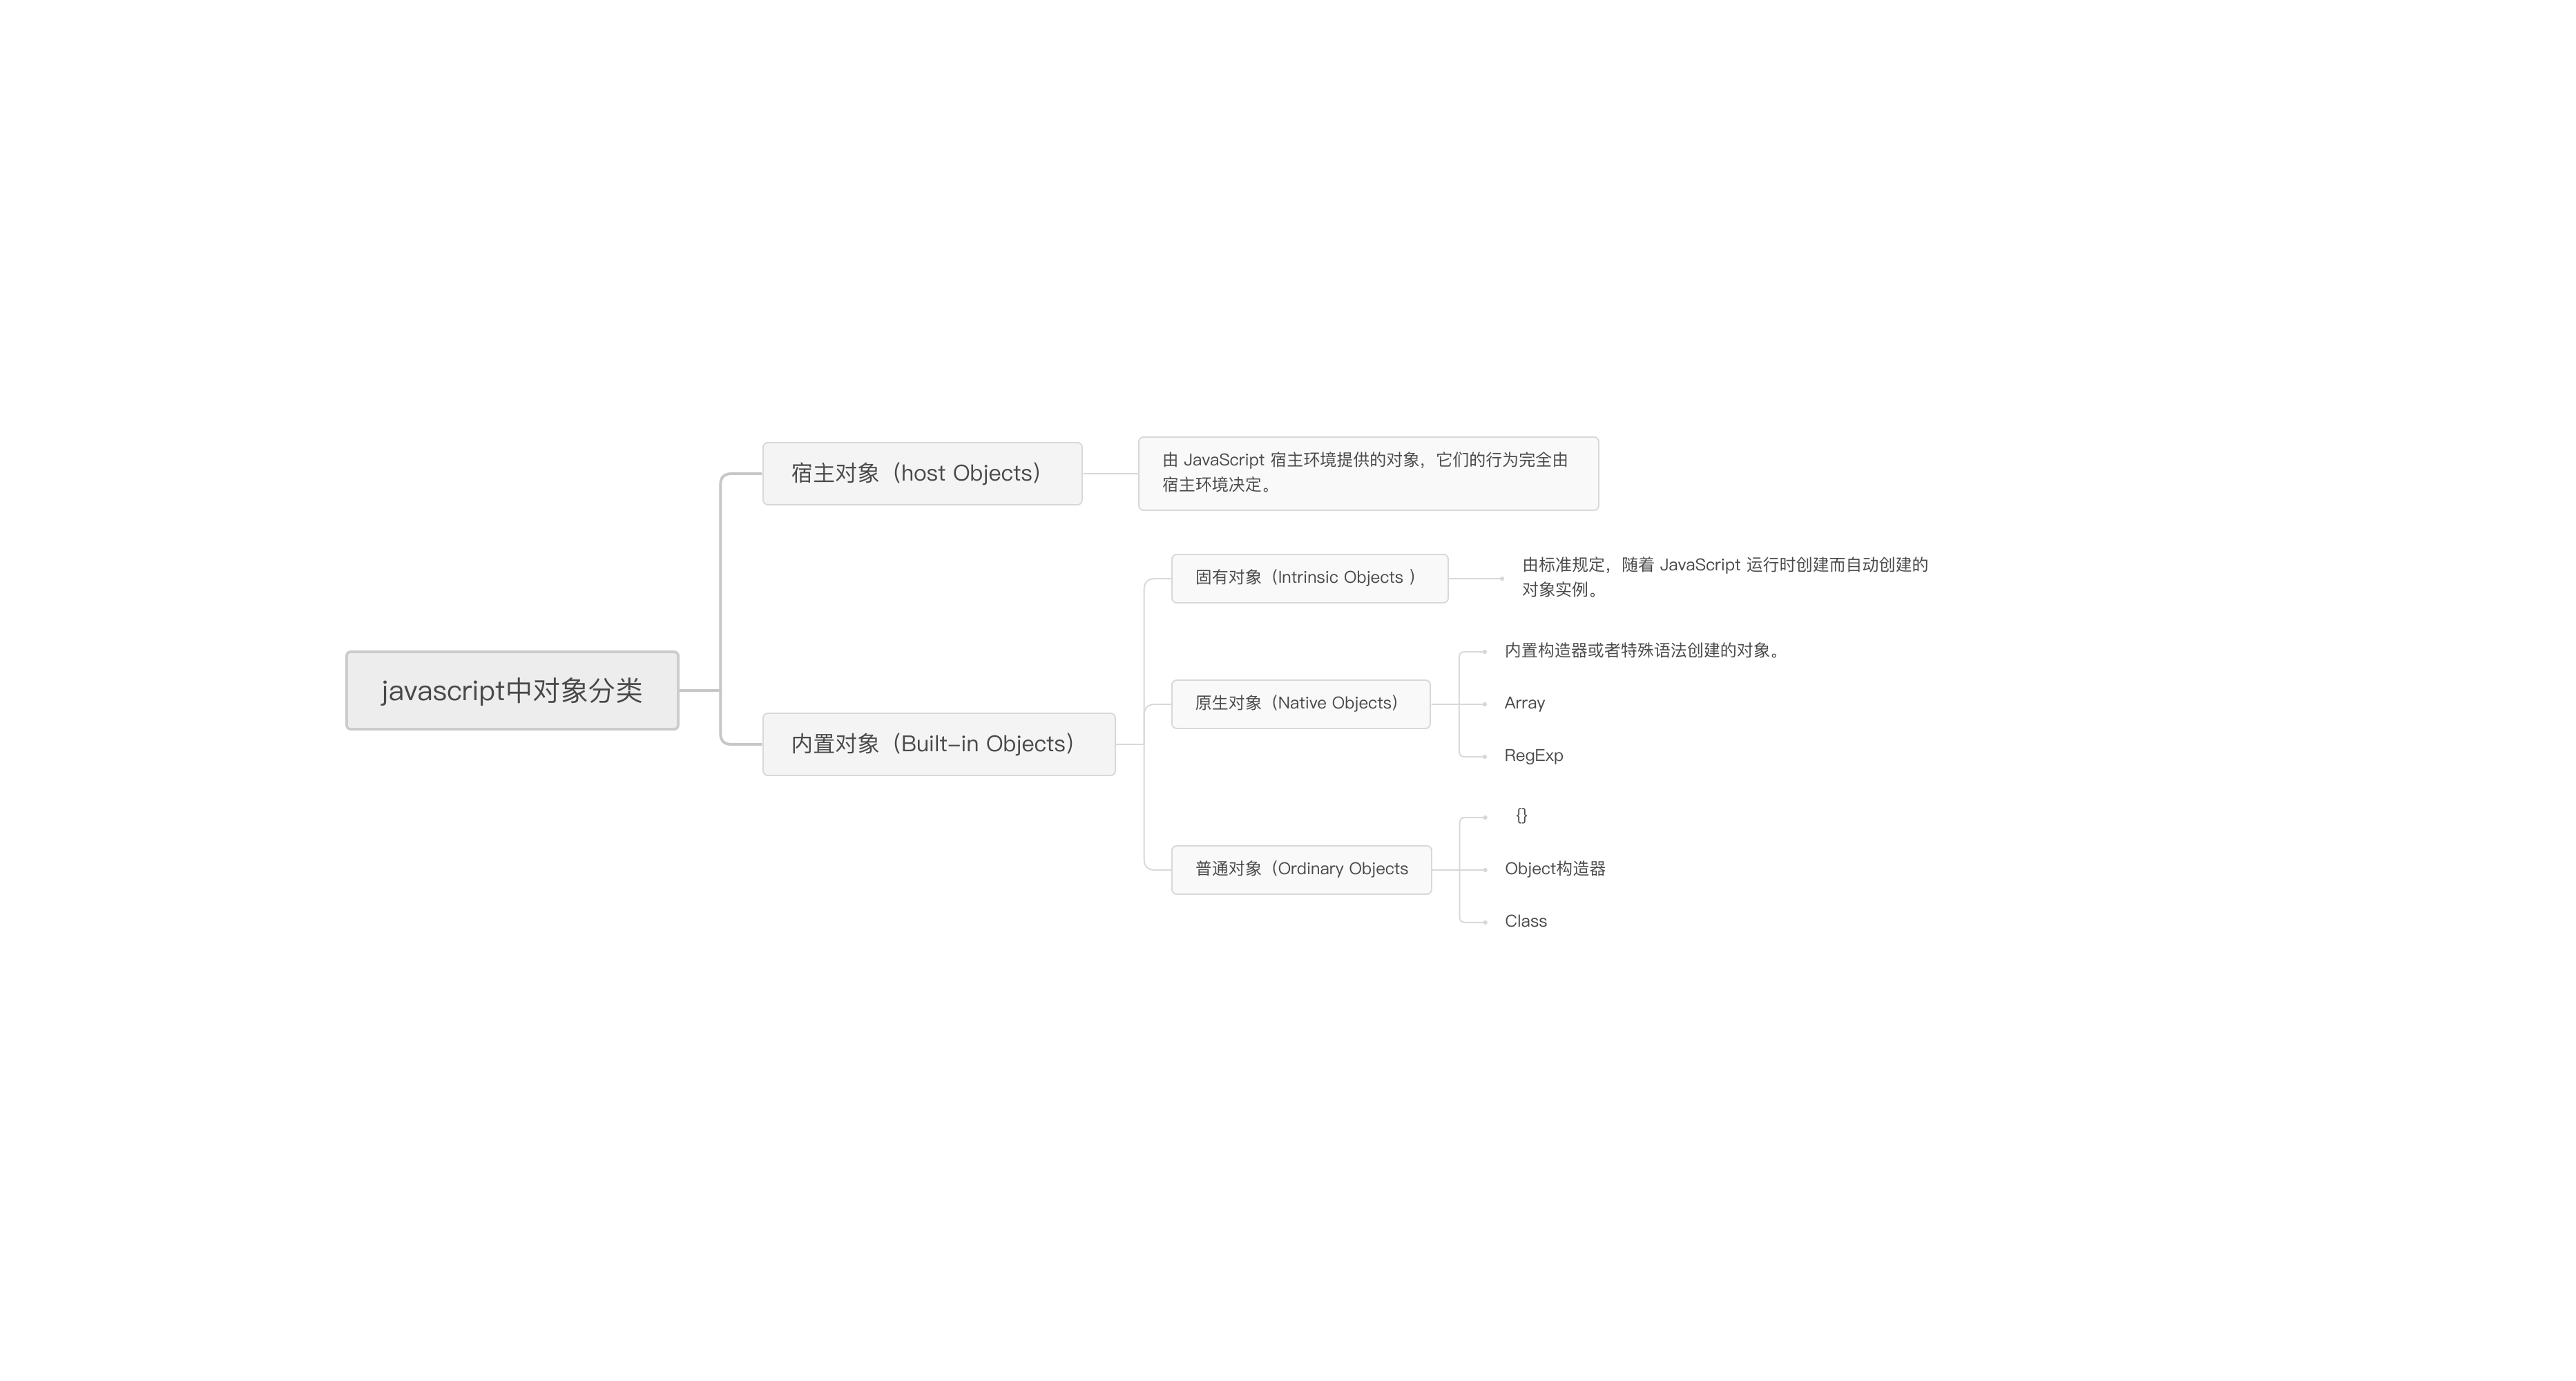 javascript中对象分类
宿主对象（host Objects）
由 JavaScript 宿主环境提供的对象，它们的行为完全由
宿主环境决定。
内置对象（Built-in Objects）
固有对象（Intrinsic Objects ）
由标准规定，随着 JavaScript 运行时创建而自动创建的
对象实例。
原生对象（Native Objects）
内置构造器或者特殊语法创建的对象。
Array
RegExp
普通对象（Ordinary Objects
{}
Object构造器
Class